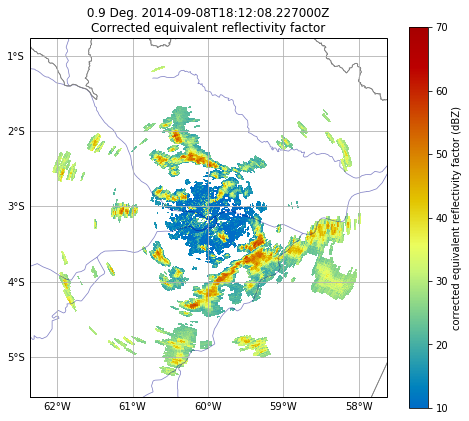 0.9 Deg. 2014-09-08T18:12:08.227000Z
Corrected equivalent reflectivity factor
1°S
2°S
3°S
4°S
5°S
62°W
61°W
60°W
59°W
58°W
70
60
50
40
30
20
10
corrected equivalent reflectivity factor (dBZ)